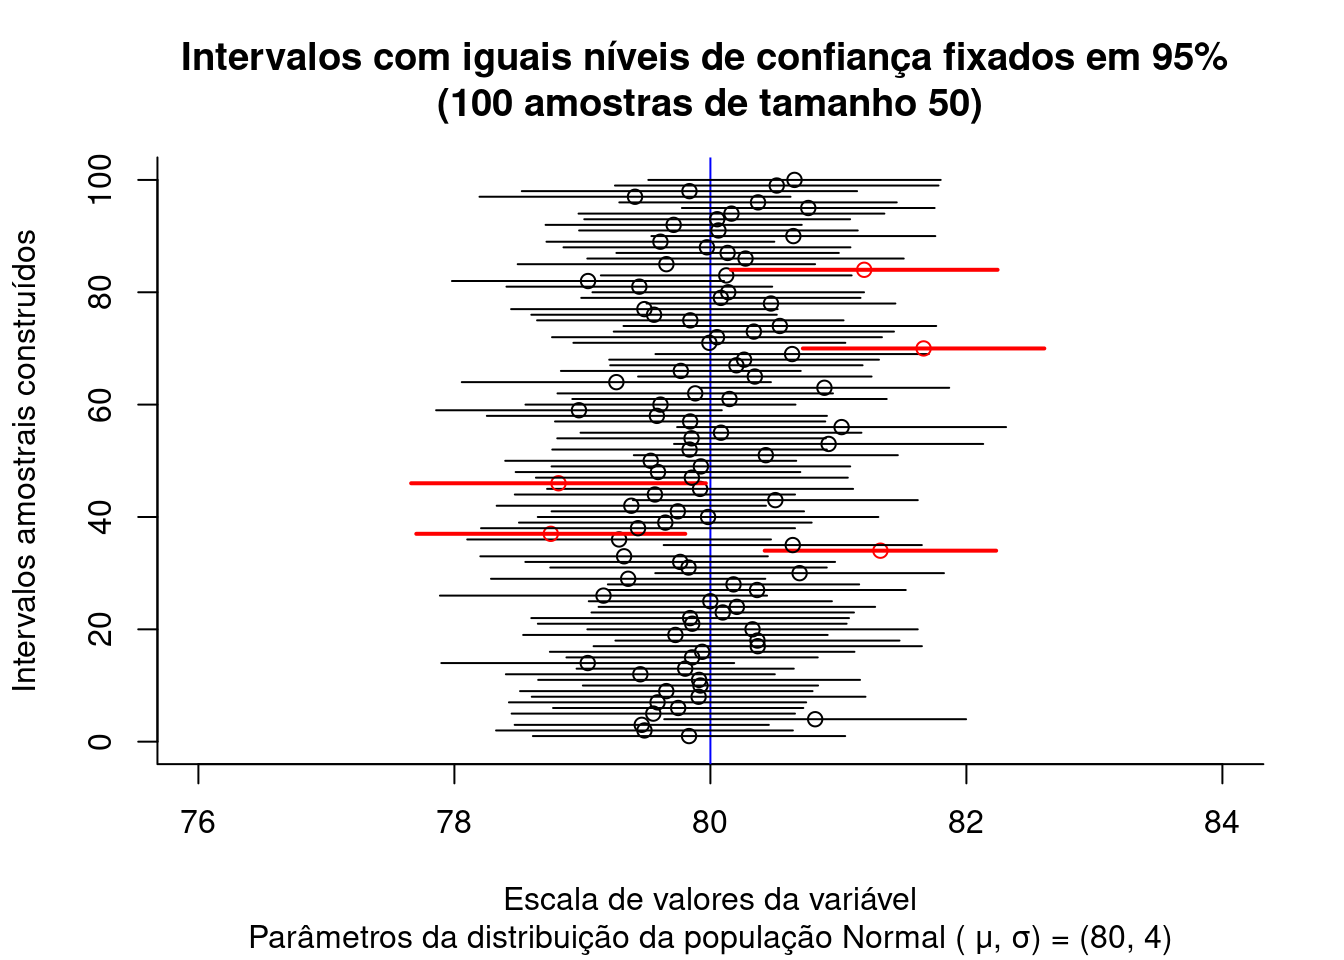 Intervalos com iguais níveis de confiança fixados em 95%
(100 amostras de tamanho 50)
Intervalos amostrais construídos
100
80
60
40
20
0
76 78 80 82 84
Escala de valores da variável
Parâmetros da distribuição da população Normal ( μ, σ) = (80, 4)